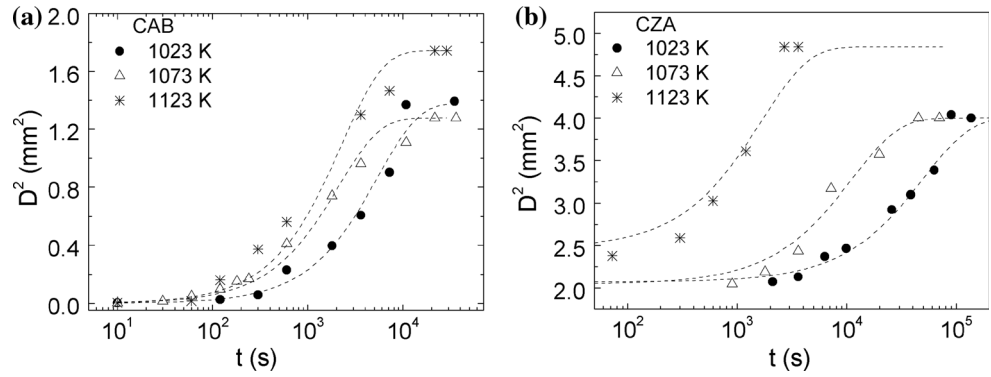 (a)
CAB
1023 K
1073 K
1123 K
D² (mm²)
2.0
1.6
1.2
0.8
0.4
0.0
10¹ 10² 10³ 10⁴
t (s)
(b)
CZA
1023 K
1073 K
1123 K
D² (mm²)
5.0
4.5
4.0
3.5
3.0
2.5
2.0
10² 10³ 10⁴ 10⁵
t (s)